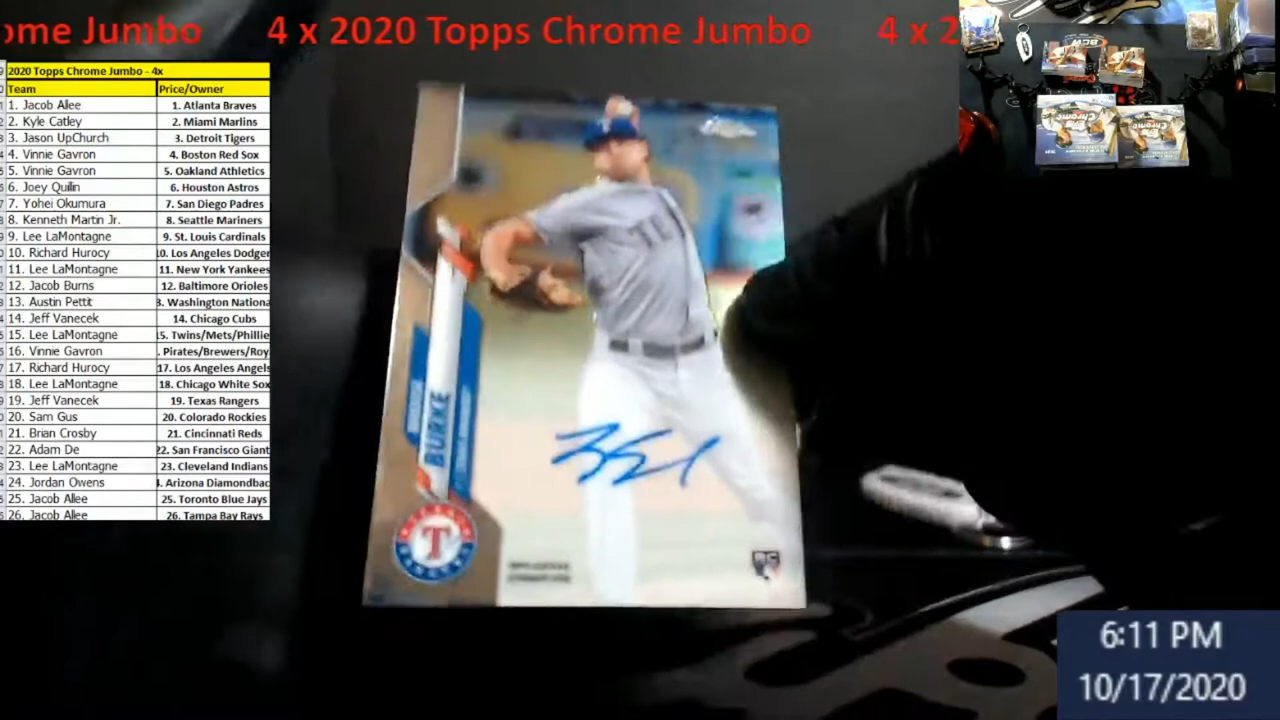 ome Jumbo 4 x 2020 Topps Chrome Jumbo 4 x 2
2020 Topps Chrome Jumbo - 4x
Team Price/Owner
1. Jacob Allee 1. Atlanta Braves
2. Kyle Catley 2. Miami Marlins
3. Jason UpChurch 3. Detroit Tigers
4. Vinnie Gavron 4. Boston Red Sox
5. Vinnie Gavron 5. Oakland Athletics
6. Joey Quilin 6. Houston Astros
7. Yohei Okumura 7. San Diego Padres
8. Kenneth Martin Jr. 8. Seattle Mariners
9. Lee LaMontagne 9. St. Louis Cardinals
10. Richard Hurocy 10. Los Angeles Dodger
11. Lee LaMontagne 11. New York Yankees
12. Jacob Burns 12. Baltimore Orioles
13. Austin Pettit 3. Washington Nationa
14. Jeff Vanecek 14. Chicago Cubs
15. Lee LaMontagne 15. Twins/Mets/Phillie
16. Vinnie Gavron . Pirates/Brewers/Roy
17. Richard Hurocy 17. Los Angeles Angels
18. Lee LaMontagne 18. Chicago White Sox
19. Jeff Vanecek 19. Texas Rangers
20. Sam Gus 20. Colorado Rockies
21. Brian Crosby 21. Cincinnati Reds
22. Adam De 22. San Francisco Giant
23. Lee LaMontagne 23. Cleveland Indians
24. Jordan Owens 4. Arizona Diamondbac
25. Jacob Allee 25. Toronto Blue Jays
26. Jacob Allee 26. Tampa Bay Rays
BURKE
TEXAS
T
RANGERS
RC
Chrome
Chrome
6:11 PM
10/17/2020